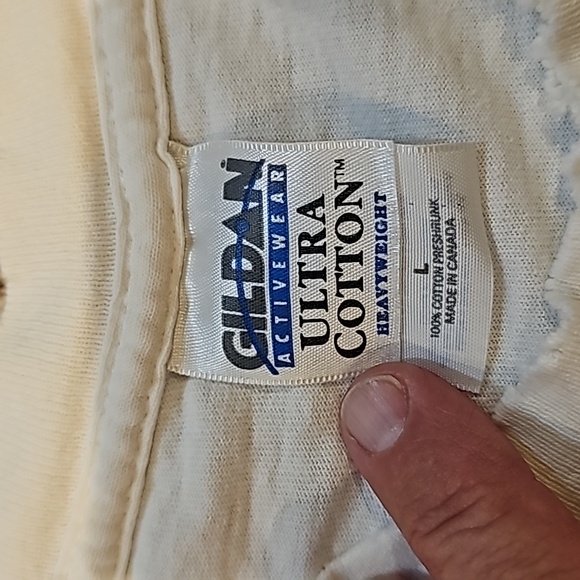 GILDAN
ACTIVEWEAR
ULTRA
COTTON™
HEAVYWEIGHT
L
100% COTTON PRESHRUNK
MADE IN CANADA